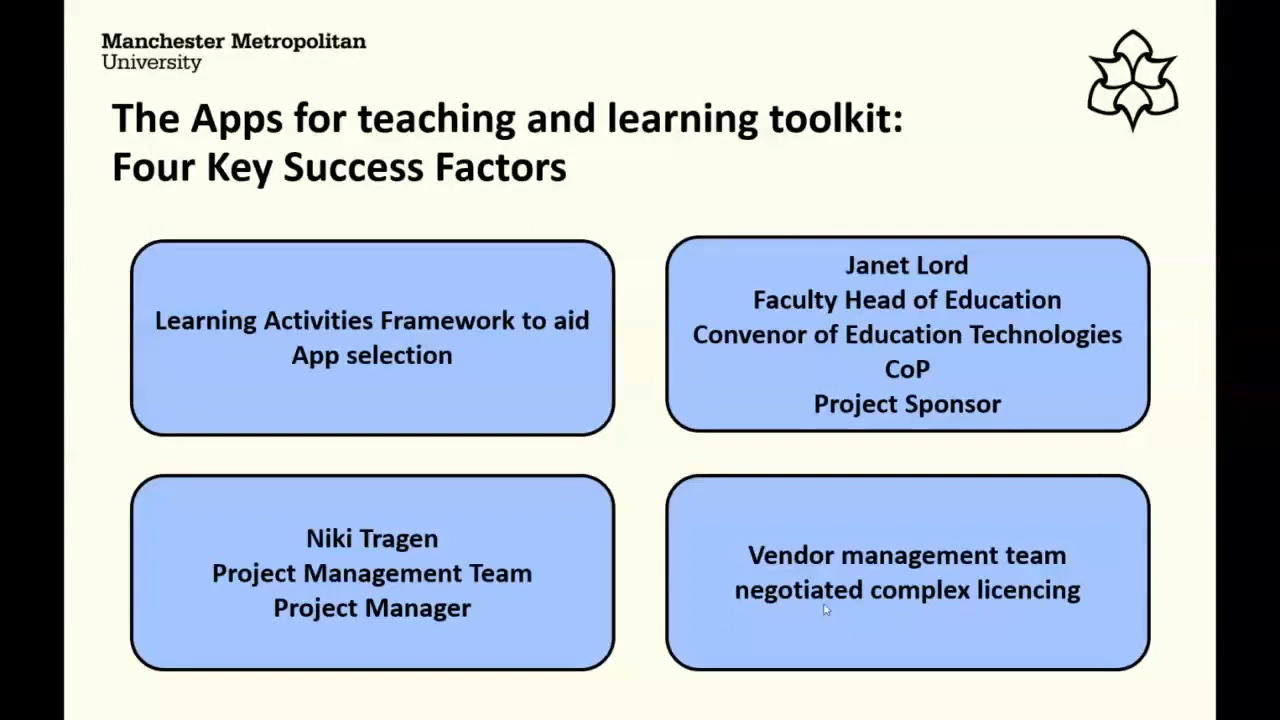 Manchester Metropolitan
University
The Apps for teaching and learning toolkit:
Four Key Success Factors
Learning Activities Framework to aid
App selection
Janet Lord
Faculty Head of Education
Convenor of Education Technologies
CoP
Project Sponsor
Niki Tragen
Project Management Team
Project Manager
Vendor management team
negotiated complex licencing